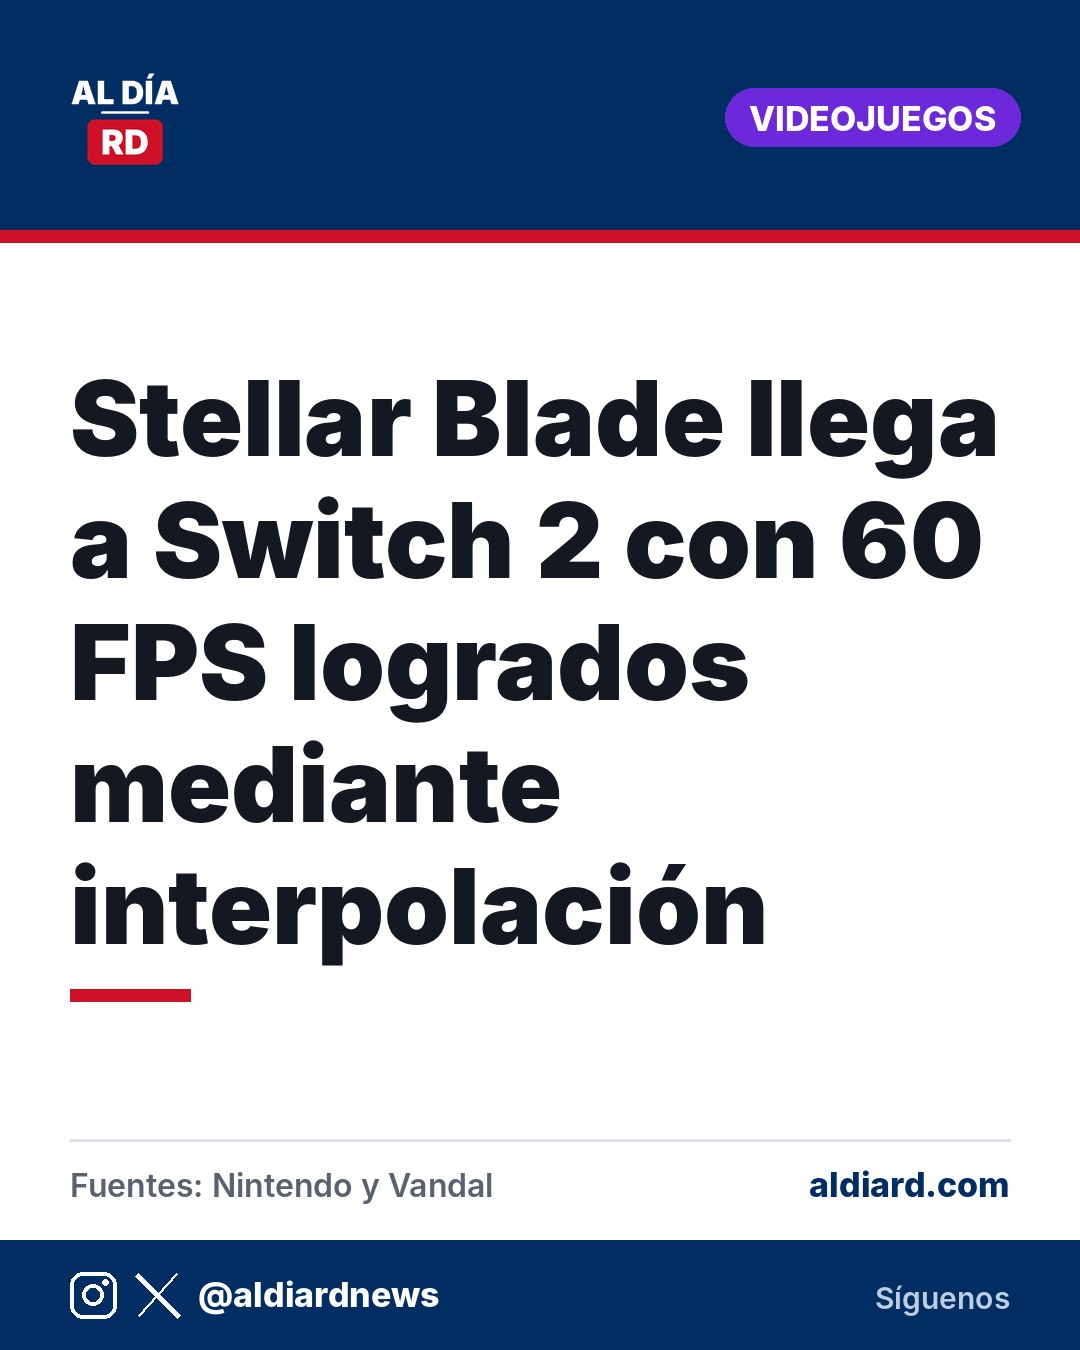 AL DÍA
RD
VIDEOJUEGOS
Stellar Blade llega
a Switch 2 con 60
FPS logrados
mediante
interpolación
Fuentes: Nintendo y Vandal
aldiard.com
@aldiardnews
Síguenos